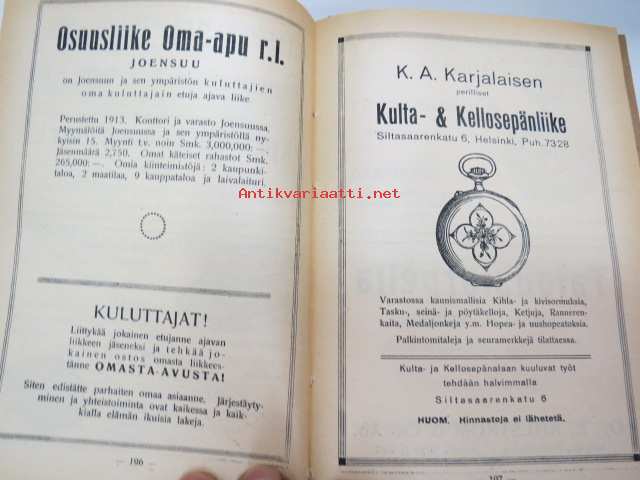 Osuusliike Oma-apu r.l.
JOENSUU
on Joensuun ja sen ympäristön kuluttajien
oma kuluttajain etuja ajava liike.
Perustettu 1913. Konttori ja varasto Joensuussa.
Myymälöitä Joensuussa ja sen ympäristöllä ny-
kyisin 15. Myynti t.v. noin Smk. 3,000,000: —.
Jäsenmäärä 2,750. Omat käteiset rahastot Smk.
265,000: —. Omia kiinteimistöjä: 2 kaupunki-
taloa, 2 maatilaa, 9 kauppataloa ja laivalaituri.
KULUTTAJAT!
Liittykää jokainen etujanne ajavan
liikkeen jäseneksi ja tehkää jo-
kainen ostos omasta liikkees-
tänne OMASTA-AVUSTA!
Siten edistätte parhaiten omaa asiaanne. Järjestäyty-
minen ja yhteistoiminta ovat kaikessa ja kaik-
kialla elämän ikuisia lakeja.
— 196 —
K. A. Karjalaisen
perilliset
Kulta- & Kellosepänliike
Siltasaarenkatu 6, Helsinki, Puh. 7328
Varastossa kaunismallisia Kihla- ja kivisormuksia,
Tasku-, seinä- ja pöytäkelloja, Ketjuja, Ranneren-
kaita, Medaljonkeja y.m. Hopea- ja uushopeatoksia.
Palkintomitaleja ja seuramerkkejä tilattaessa.
Kulta- ja Kellosepänalaan kuuluvat työt
tehdään halvimmalla
Siltasaarenkatu 6
HUOM. Hinnastoja ei lähetetä.
— 197 —
Antikvariaatti.net